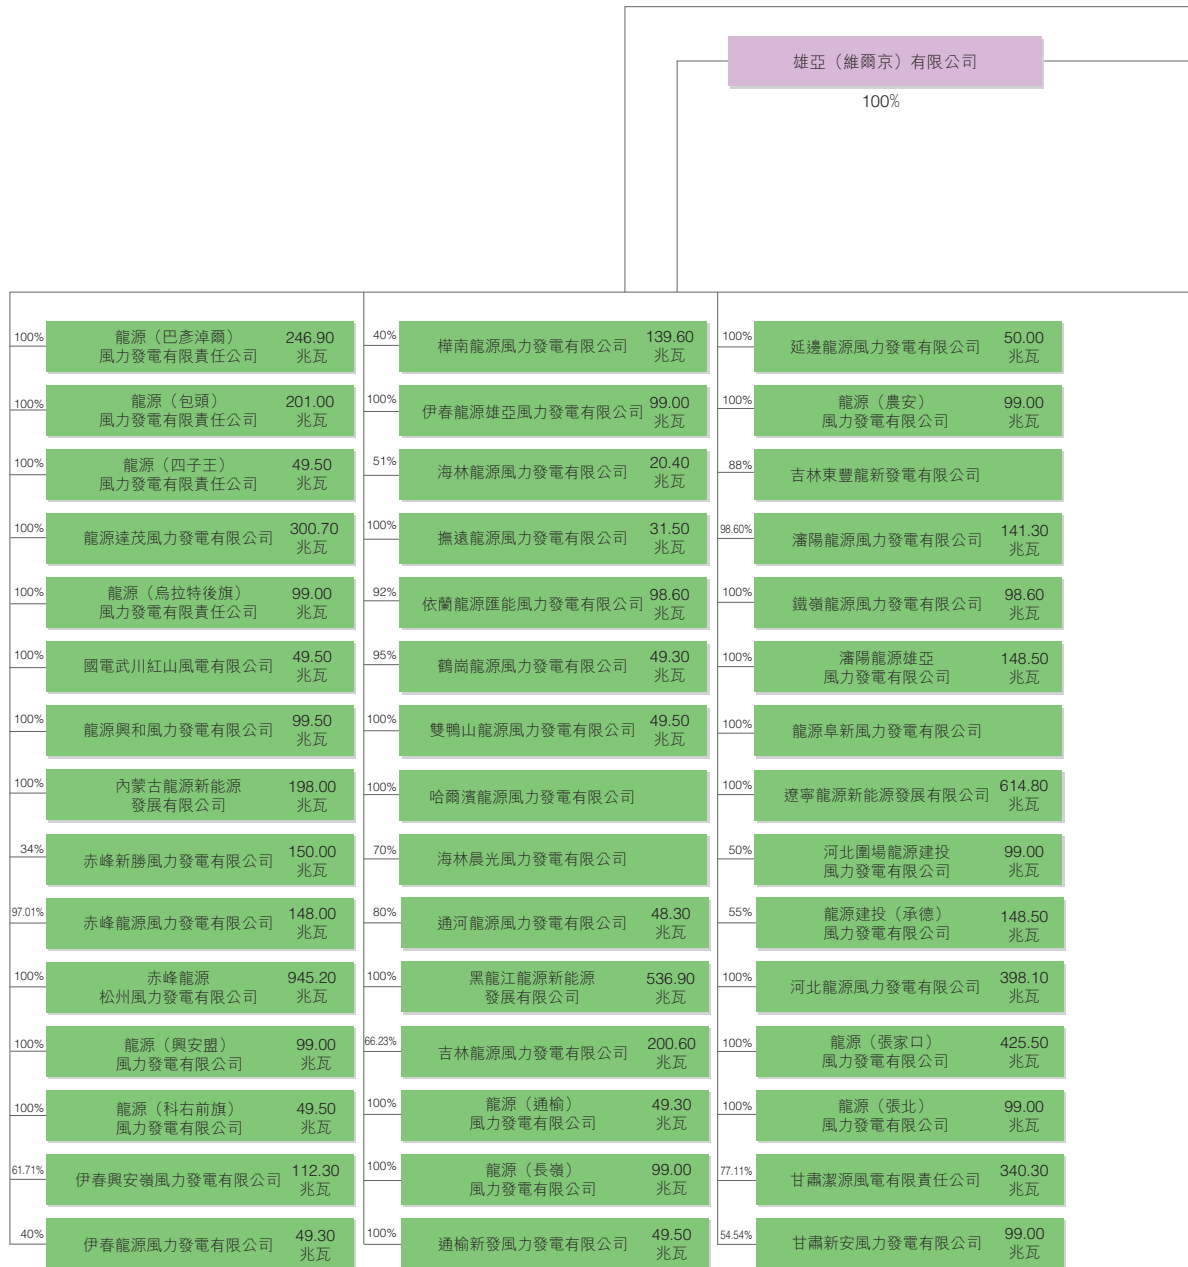 雄亞（維爾京）有限公司
100%
100%
龍源（巴彥淖爾）
風力發電有限責任公司
246.90
兆瓦
100%
龍源（包頭）
風力發電有限責任公司
201.00
兆瓦
100%
龍源（四子王）
風力發電有限責任公司
49.50
兆瓦
100%
龍源達茂風力發電有限公司
300.70
兆瓦
100%
龍源（烏拉特後旗）
風力發電有限責任公司
99.00
兆瓦
100%
國電武川紅山風電有限公司
49.50
兆瓦
100%
龍源興和風力發電有限公司
99.50
兆瓦
100%
內蒙古龍源新能源
發展有限公司
198.00
兆瓦
34%
赤峰新勝風力發電有限公司
150.00
兆瓦
97.01%
赤峰龍源風力發電有限公司
148.00
兆瓦
100%
赤峰龍源
松州風力發電有限公司
945.20
兆瓦
100%
龍源（興安盟）
風力發電有限公司
99.00
兆瓦
100%
龍源（科右前旗）
風力發電有限公司
49.50
兆瓦
61.71%
伊春興安嶺風力發電有限公司
112.30
兆瓦
40%
伊春龍源風力發電有限公司
49.30
兆瓦
40%
樺南龍源風力發電有限公司
139.60
兆瓦
100%
伊春龍源雄亞風力發電有限公司
99.00
兆瓦
51%
海林龍源風力發電有限公司
20.40
兆瓦
100%
撫遠龍源風力發電有限公司
31.50
兆瓦
92%
依蘭龍源匯能風力發電有限公司
98.60
兆瓦
95%
鶴崗龍源風力發電有限公司
49.30
兆瓦
100%
雙鴨山龍源風力發電有限公司
49.50
兆瓦
100%
哈爾濱龍源風力發電有限公司
70%
海林晨光風力發電有限公司
80%
通河龍源風力發電有限公司
48.30
兆瓦
100%
黑龍江龍源新能源
發展有限公司
536.90
兆瓦
66.23%
吉林龍源風力發電有限公司
200.60
兆瓦
100%
龍源（通榆）
風力發電有限公司
49.30
兆瓦
100%
龍源（長嶺）
風力發電有限公司
99.00
兆瓦
100%
通榆新發風力發電有限公司
49.50
兆瓦
100%
延邊龍源風力發電有限公司
50.00
兆瓦
100%
龍源（農安）
風力發電有限公司
99.00
兆瓦
88%
吉林東豐龍新發電有限公司
98.60%
瀋陽龍源風力發電有限公司
141.30
兆瓦
100%
鐵嶺龍源風力發電有限公司
98.60
兆瓦
100%
瀋陽龍源雄亞
風力發電有限公司
148.50
兆瓦
100%
龍源阜新風力發電有限公司
100%
遼寧龍源新能源發展有限公司
614.80
兆瓦
50%
河北圍場龍源建投
風力發電有限公司
99.00
兆瓦
55%
龍源建投（承德）
風力發電有限公司
148.50
兆瓦
100%
河北龍源風力發電有限公司
398.10
兆瓦
100%
龍源（張家口）
風力發電有限公司
425.50
兆瓦
100%
龍源（張北）
風力發電有限公司
99.00
兆瓦
77.11%
甘肅潔源風電有限責任公司
340.30
兆瓦
54.54%
甘肅新安風力發電有限公司
99.00
兆瓦